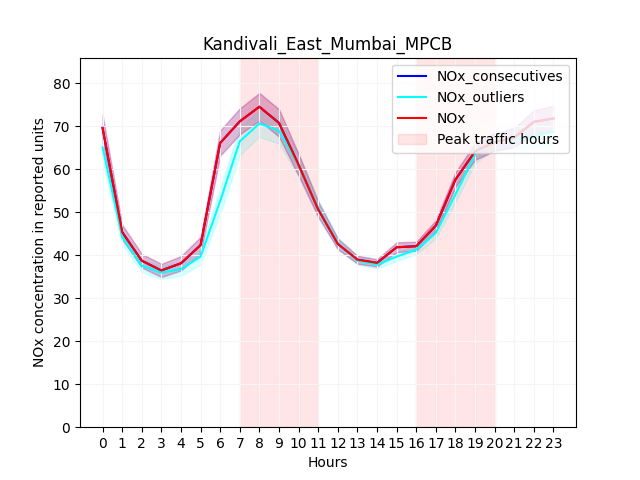 Kandivali_East_Mumbai_MPCB
NOx concentration in reported units
80
70
60
50
40
30
20
10
0
NOx_consecutives
NOx_outliers
NOx
Peak traffic hours
0 1 2 3 4 5 6 7 8 9 10 11 12 13 14 15 16 17 18 19 20 21 22 23
Hours